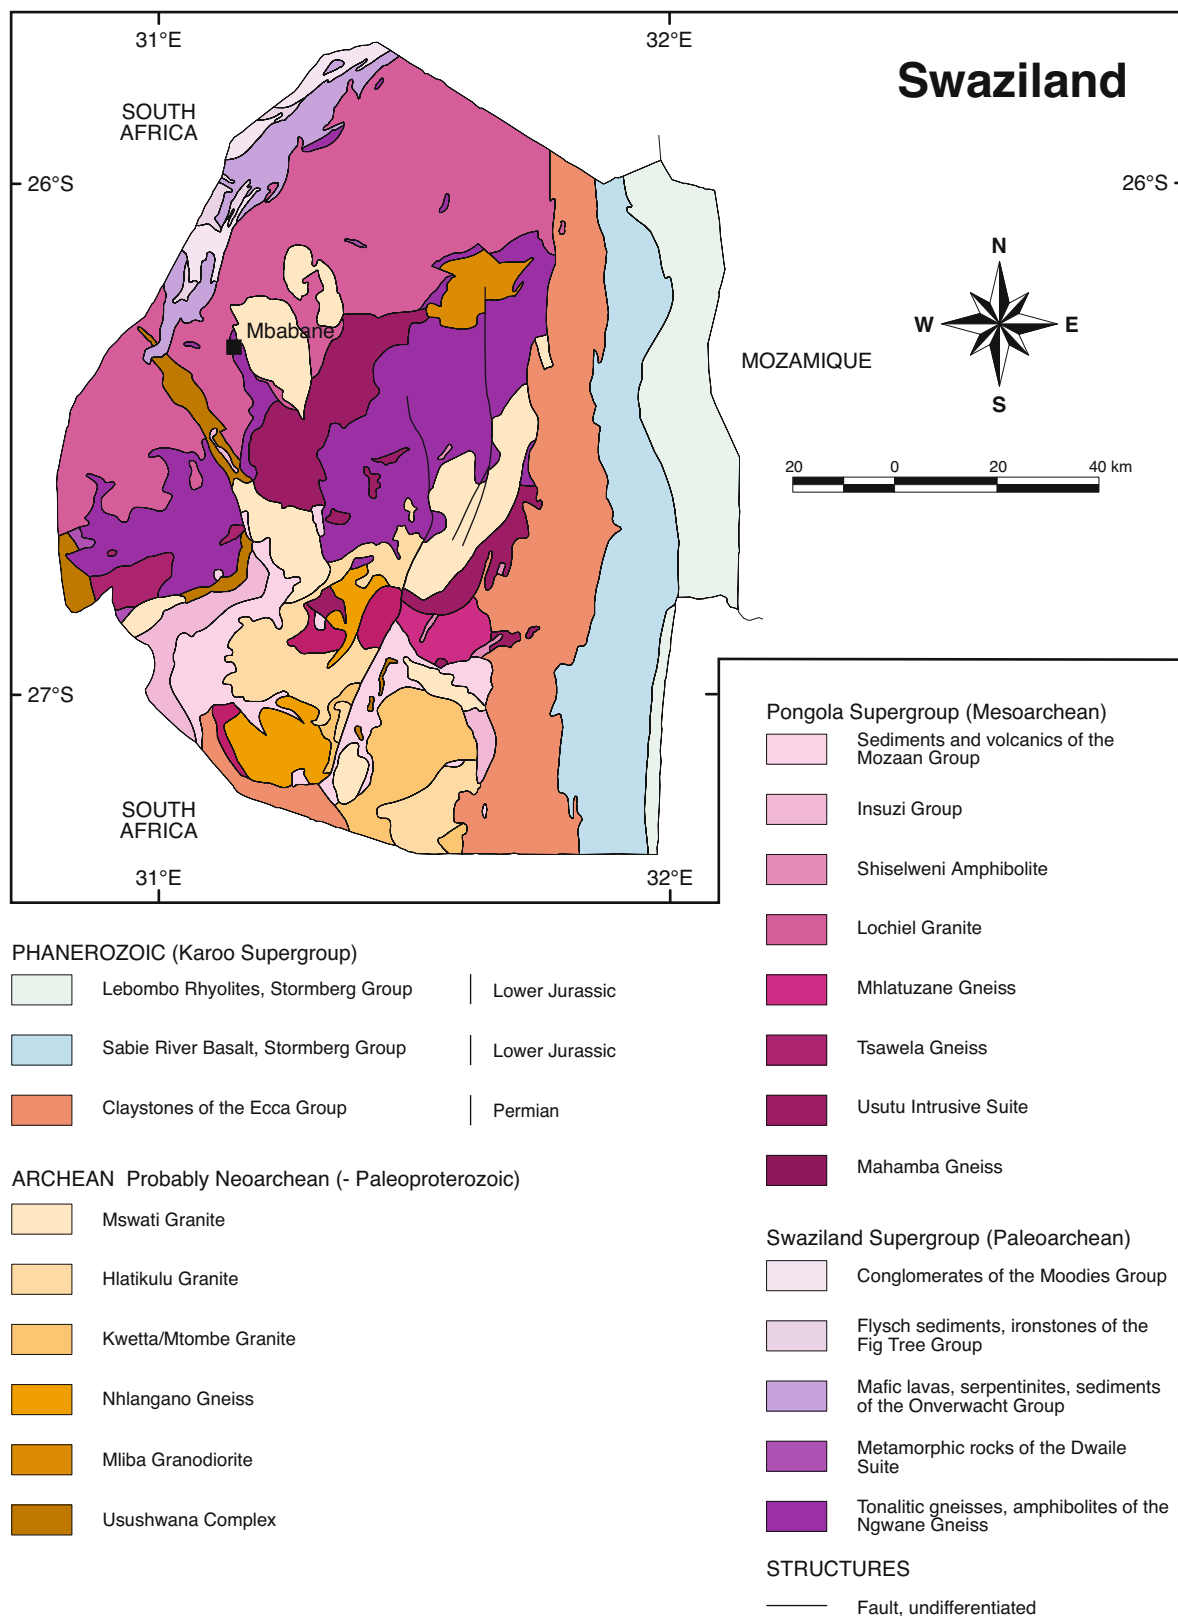 31°E
32°E
Swaziland
SOUTH
AFRICA
26°S
26°S
N
W
E
S
Mbabane
MOZAMIQUE
20
0
20
40 km
27°S
SOUTH
AFRICA
31°E
32°E
PHANEROZOIC (Karoo Supergroup)
Lebombo Rhyolites, Stormberg Group
Lower Jurassic
Sabie River Basalt, Stormberg Group
Lower Jurassic
Claystones of the Ecca Group
Permian
ARCHEAN Probably Neoarchean (- Paleoproterozoic)
Mswati Granite
Hlatikulu Granite
Kwetta/Mtombe Granite
Nhlangano Gneiss
Mliba Granodiorite
Usushwana Complex
Pongola Supergroup (Mesoarchean)
Sediments and volcanics of the
Mozaan Group
Insuzi Group
Shiselweni Amphibolite
Lochiel Granite
Mhlatuzane Gneiss
Tsawela Gneiss
Usutu Intrusive Suite
Mahamba Gneiss
Swaziland Supergroup (Paleoarchean)
Conglomerates of the Moodies Group
Flysch sediments, ironstones of the
Fig Tree Group
Mafic lavas, serpentinites, sediments
of the Onverwacht Group
Metamorphic rocks of the Dwaile
Suite
Tonalitic gneisses, amphibolites of the
Ngwane Gneiss
STRUCTURES
Fault, undifferentiated